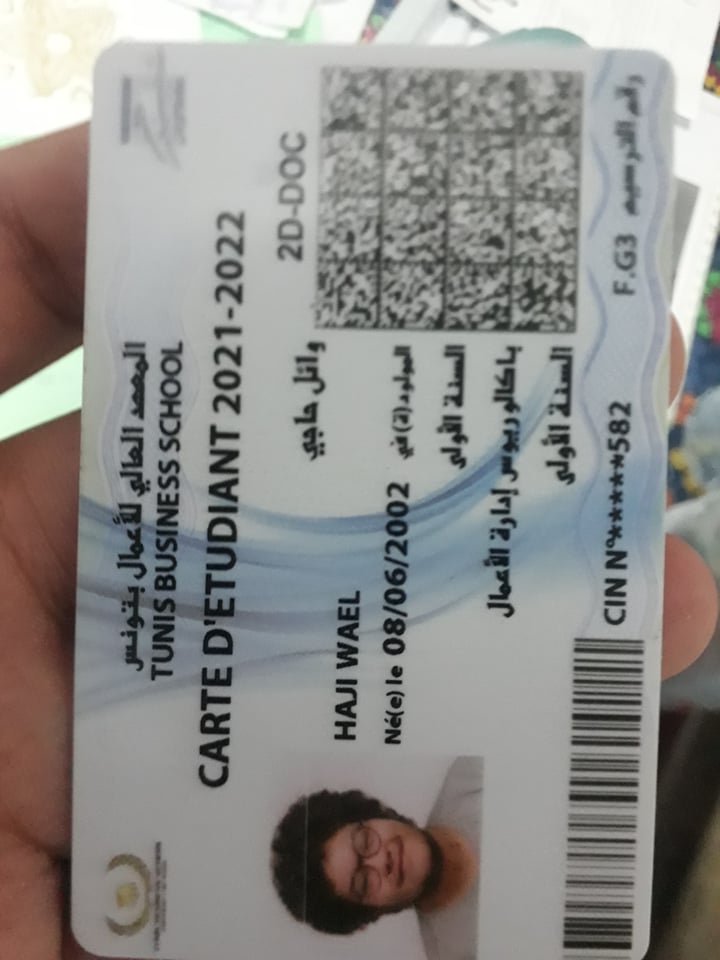 المعهد العالي للأعمال بتونس
TUNIS BUSINESS SCHOOL
CARTE D'ETUDIANT 2021-2022
2D-DOC
وائل حاجي
HAJI WAEL
Né(e) le 08/06/2002 المولود(ة) في
السنة الأولى
باكالوريوس إدارة الأعمال
السنة الأولى
CIN N°*****582 F.G3 رقم الترسيم